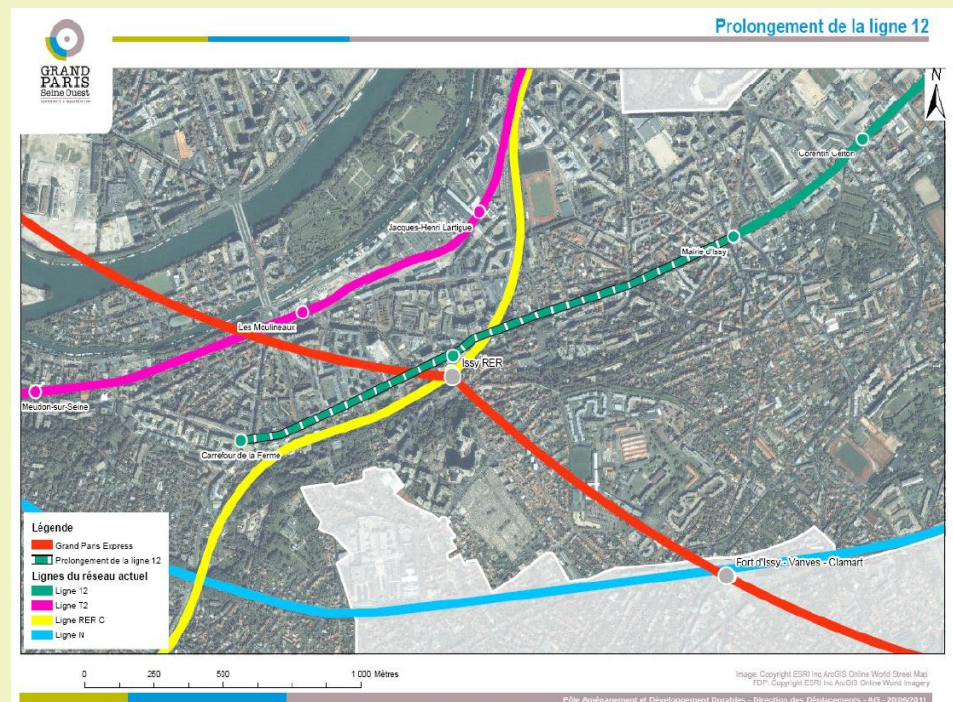 Prolongement de la ligne 12
GRAND
PARIS
Seine Ouest
N
Corentin Celton
Jacques-Henri Lartigue
Mairie d'Issy
Les Moulineaux
Issy RER
Meudon-sur-Seine
Carrefour de la Ferme
Fort d'Issy - Vanves - Clamart
Légende
Grand Paris Express
Prolongement de la ligne 12
Lignes du réseau actuel
Ligne 12
Ligne T2
Ligne RER C
Ligne N
0 250 500 1 000 Mètres
Image: Copyright ESRI Inc ArcGIS Online World Street Map
FDP: Copyright ESRI Inc ArcGIS Online World Imagery
Pôle Aménagement et Développement Durables - Direction des Déplacements - AG - 20/06/2011